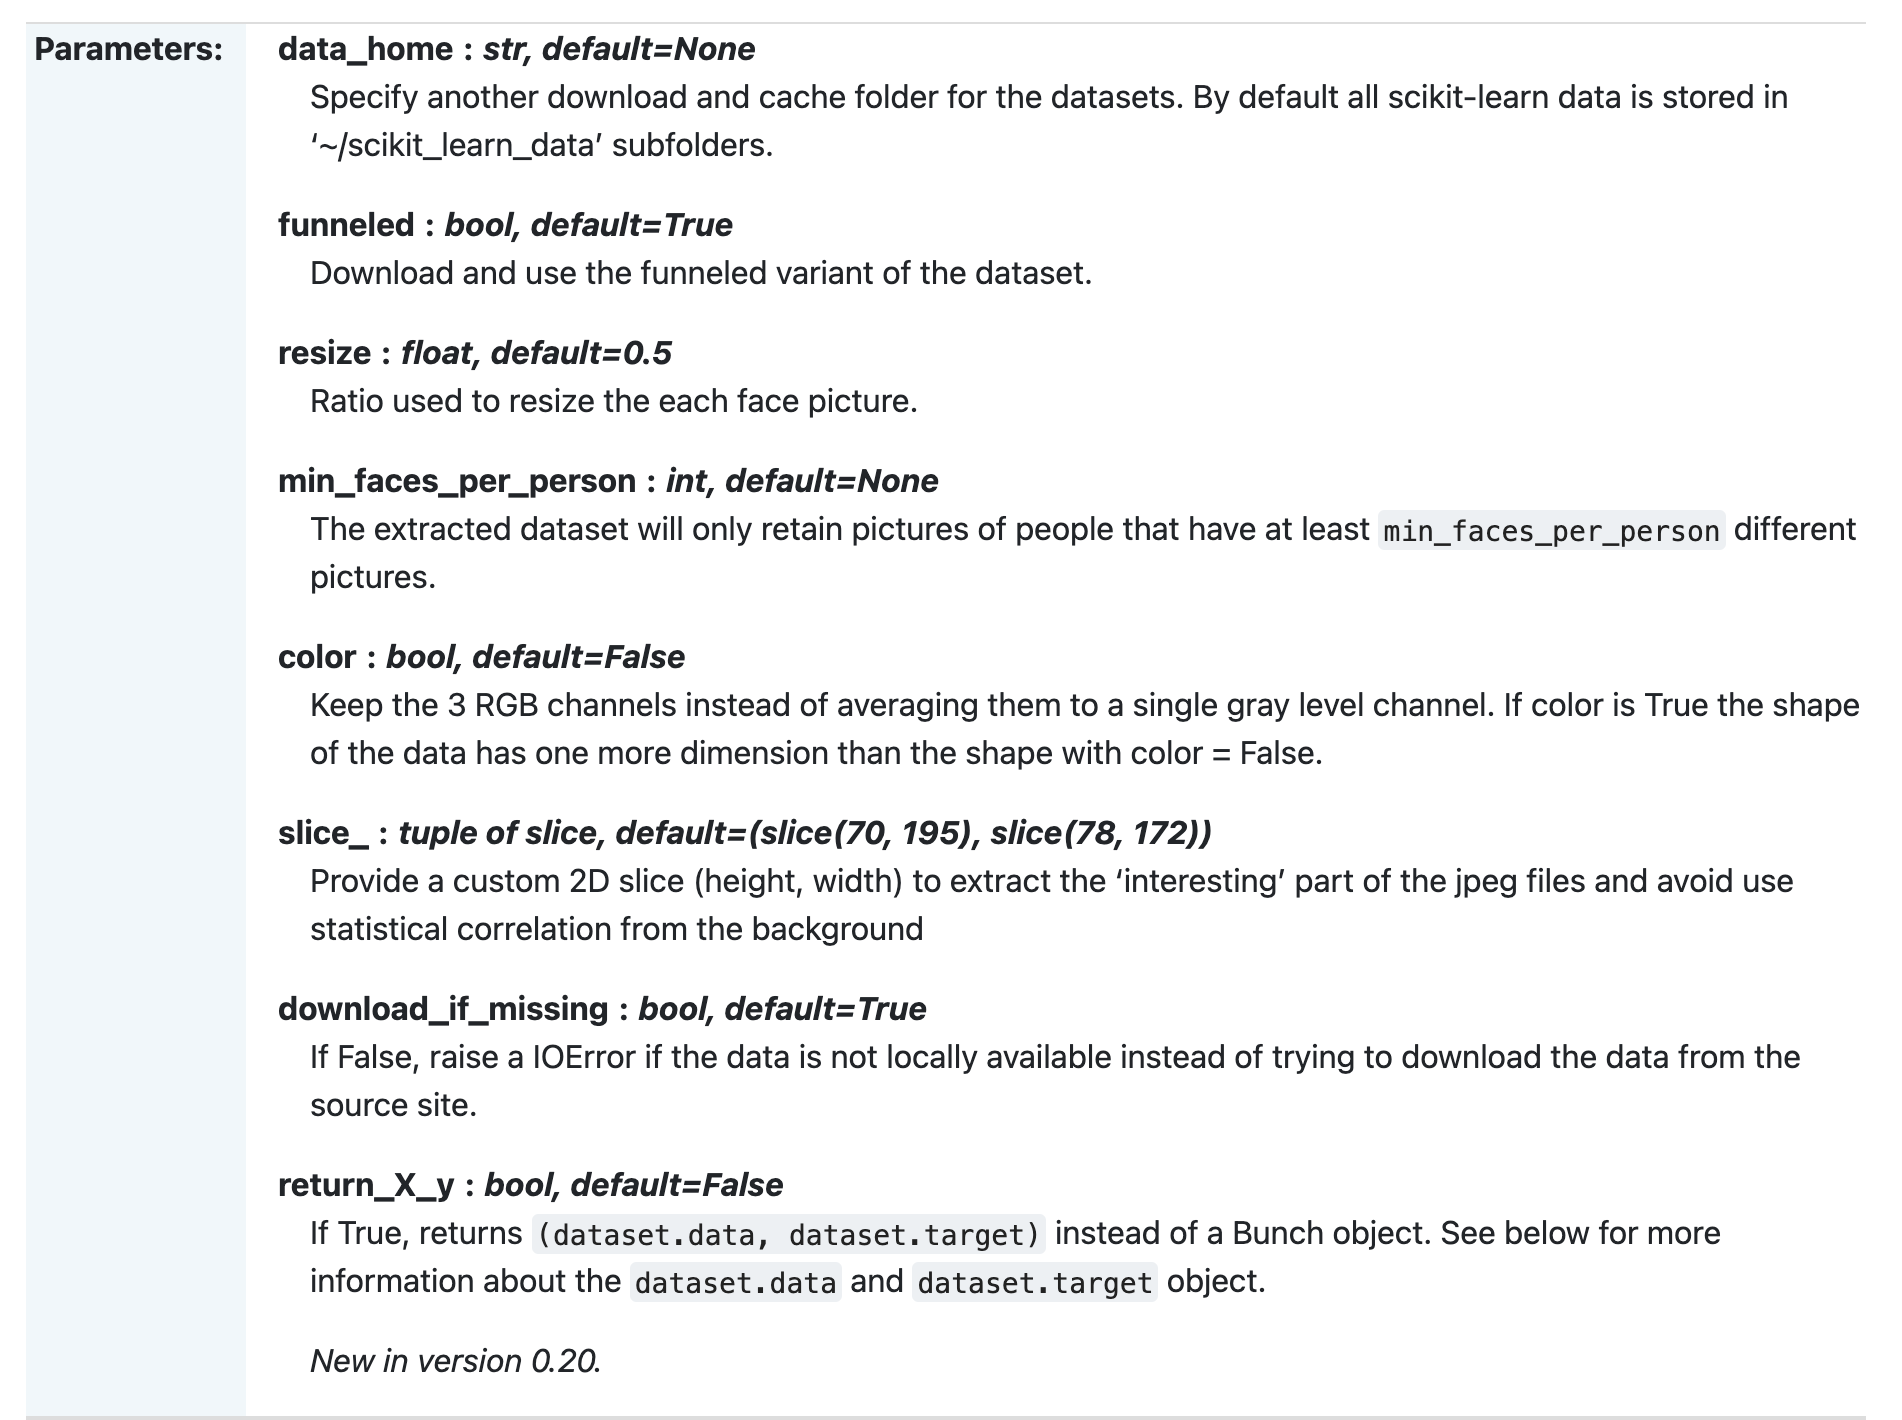 Parameters:
data_home : str, default=None
Specify another download and cache folder for the datasets. By default all scikit-learn data is stored in
‘~/scikit_learn_data’ subfolders.
funneled : bool, default=True
Download and use the funneled variant of the dataset.
resize : float, default=0.5
Ratio used to resize the each face picture.
min_faces_per_person : int, default=None
The extracted dataset will only retain pictures of people that have at least min_faces_per_person different
pictures.
color : bool, default=False
Keep the 3 RGB channels instead of averaging them to a single gray level channel. If color is True the shape
of the data has one more dimension than the shape with color = False.
slice_ : tuple of slice, default=(slice(70, 195), slice(78, 172))
Provide a custom 2D slice (height, width) to extract the ‘interesting’ part of the jpeg files and avoid use
statistical correlation from the background
download_if_missing : bool, default=True
If False, raise a IOError if the data is not locally available instead of trying to download the data from the
source site.
return_X_y : bool, default=False
If True, returns (dataset.data, dataset.target) instead of a Bunch object. See below for more
information about the dataset.data and dataset.target object.
New in version 0.20.